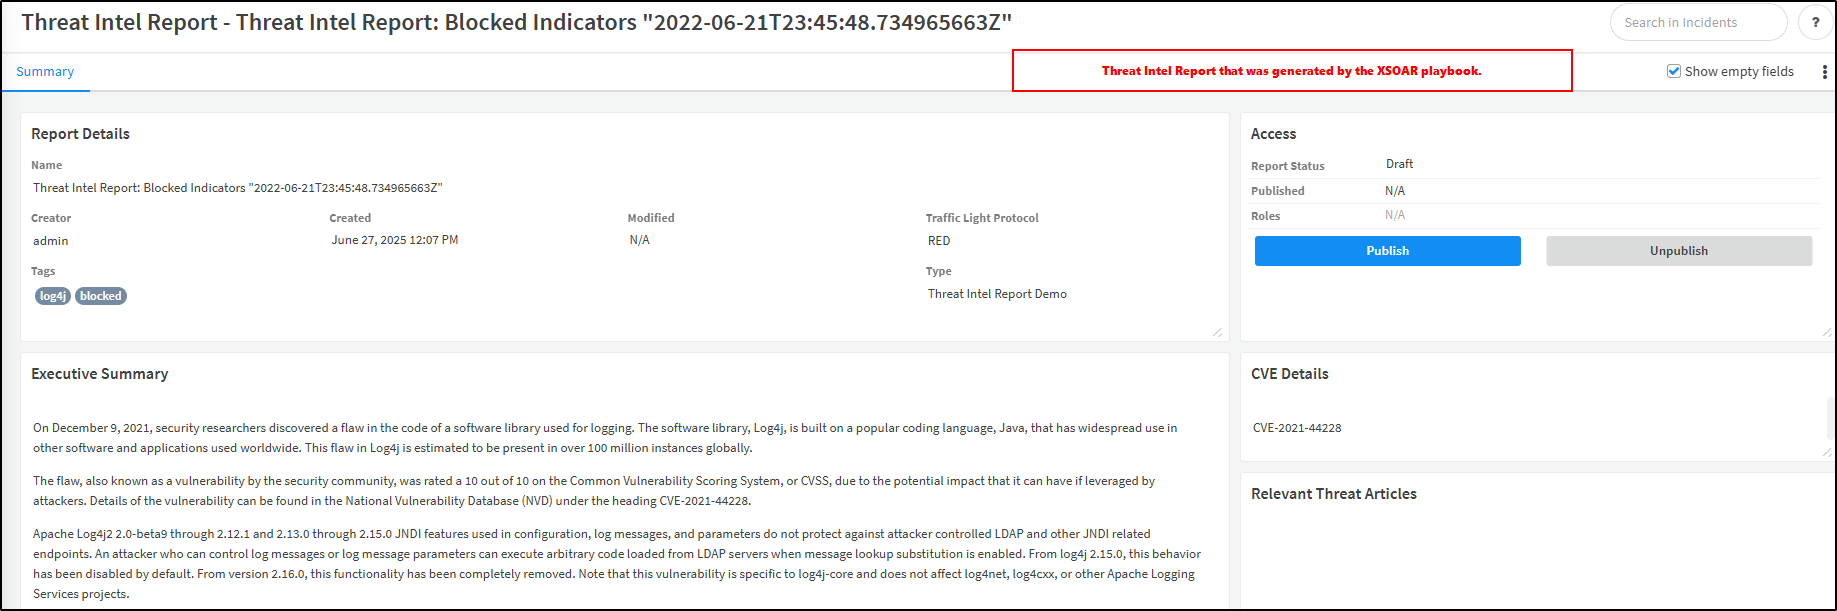 Threat Intel Report - Threat Intel Report: Blocked Indicators "2022-06-21T23:45:48.734965663Z"
Search in Incidents
?
Summary
Threat Intel Report that was generated by the XSOAR playbook.
Show empty fields
Report Details
Name
Threat Intel Report: Blocked Indicators "2022-06-21T23:45:48.734965663Z"
Creator
Created
Modified
Traffic Light Protocol
admin
June 27, 2025 12:07 PM
N/A
RED
Tags
Type
log4j
blocked
Threat Intel Report Demo
Access
Report Status
Draft
Published
N/A
Roles
N/A
Publish
Unpublish
Executive Summary
On December 9, 2021, security researchers discovered a flaw in the code of a software library used for logging. The software library, Log4j, is built on a popular coding language, Java, that has widespread use in
other software and applications used worldwide. This flaw in Log4j is estimated to be present in over 100 million instances globally.
The flaw, also known as a vulnerability by the security community, was rated a 10 out of 10 on the Common Vulnerability Scoring System, or CVSS, due to the potential impact that it can have if leveraged by
attackers. Details of the vulnerability can be found in the National Vulnerability Database (NVD) under the heading CVE-2021-44228.
Apache Log4j2 2.0-beta9 through 2.12.1 and 2.13.0 through 2.15.0 JNDI features used in configuration, log messages, and parameters do not protect against attacker controlled LDAP and other JNDI related
endpoints. An attacker who can control log messages or log message parameters can execute arbitrary code loaded from LDAP servers when message lookup substitution is enabled. From log4j 2.15.0, this behavior
has been disabled by default. From version 2.16.0, this functionality has been completely removed. Note that this vulnerability is specific to log4j-core and does not affect log4net, log4cxx, or other Apache Logging
Services projects.
CVE Details
CVE-2021-44228
Relevant Threat Articles